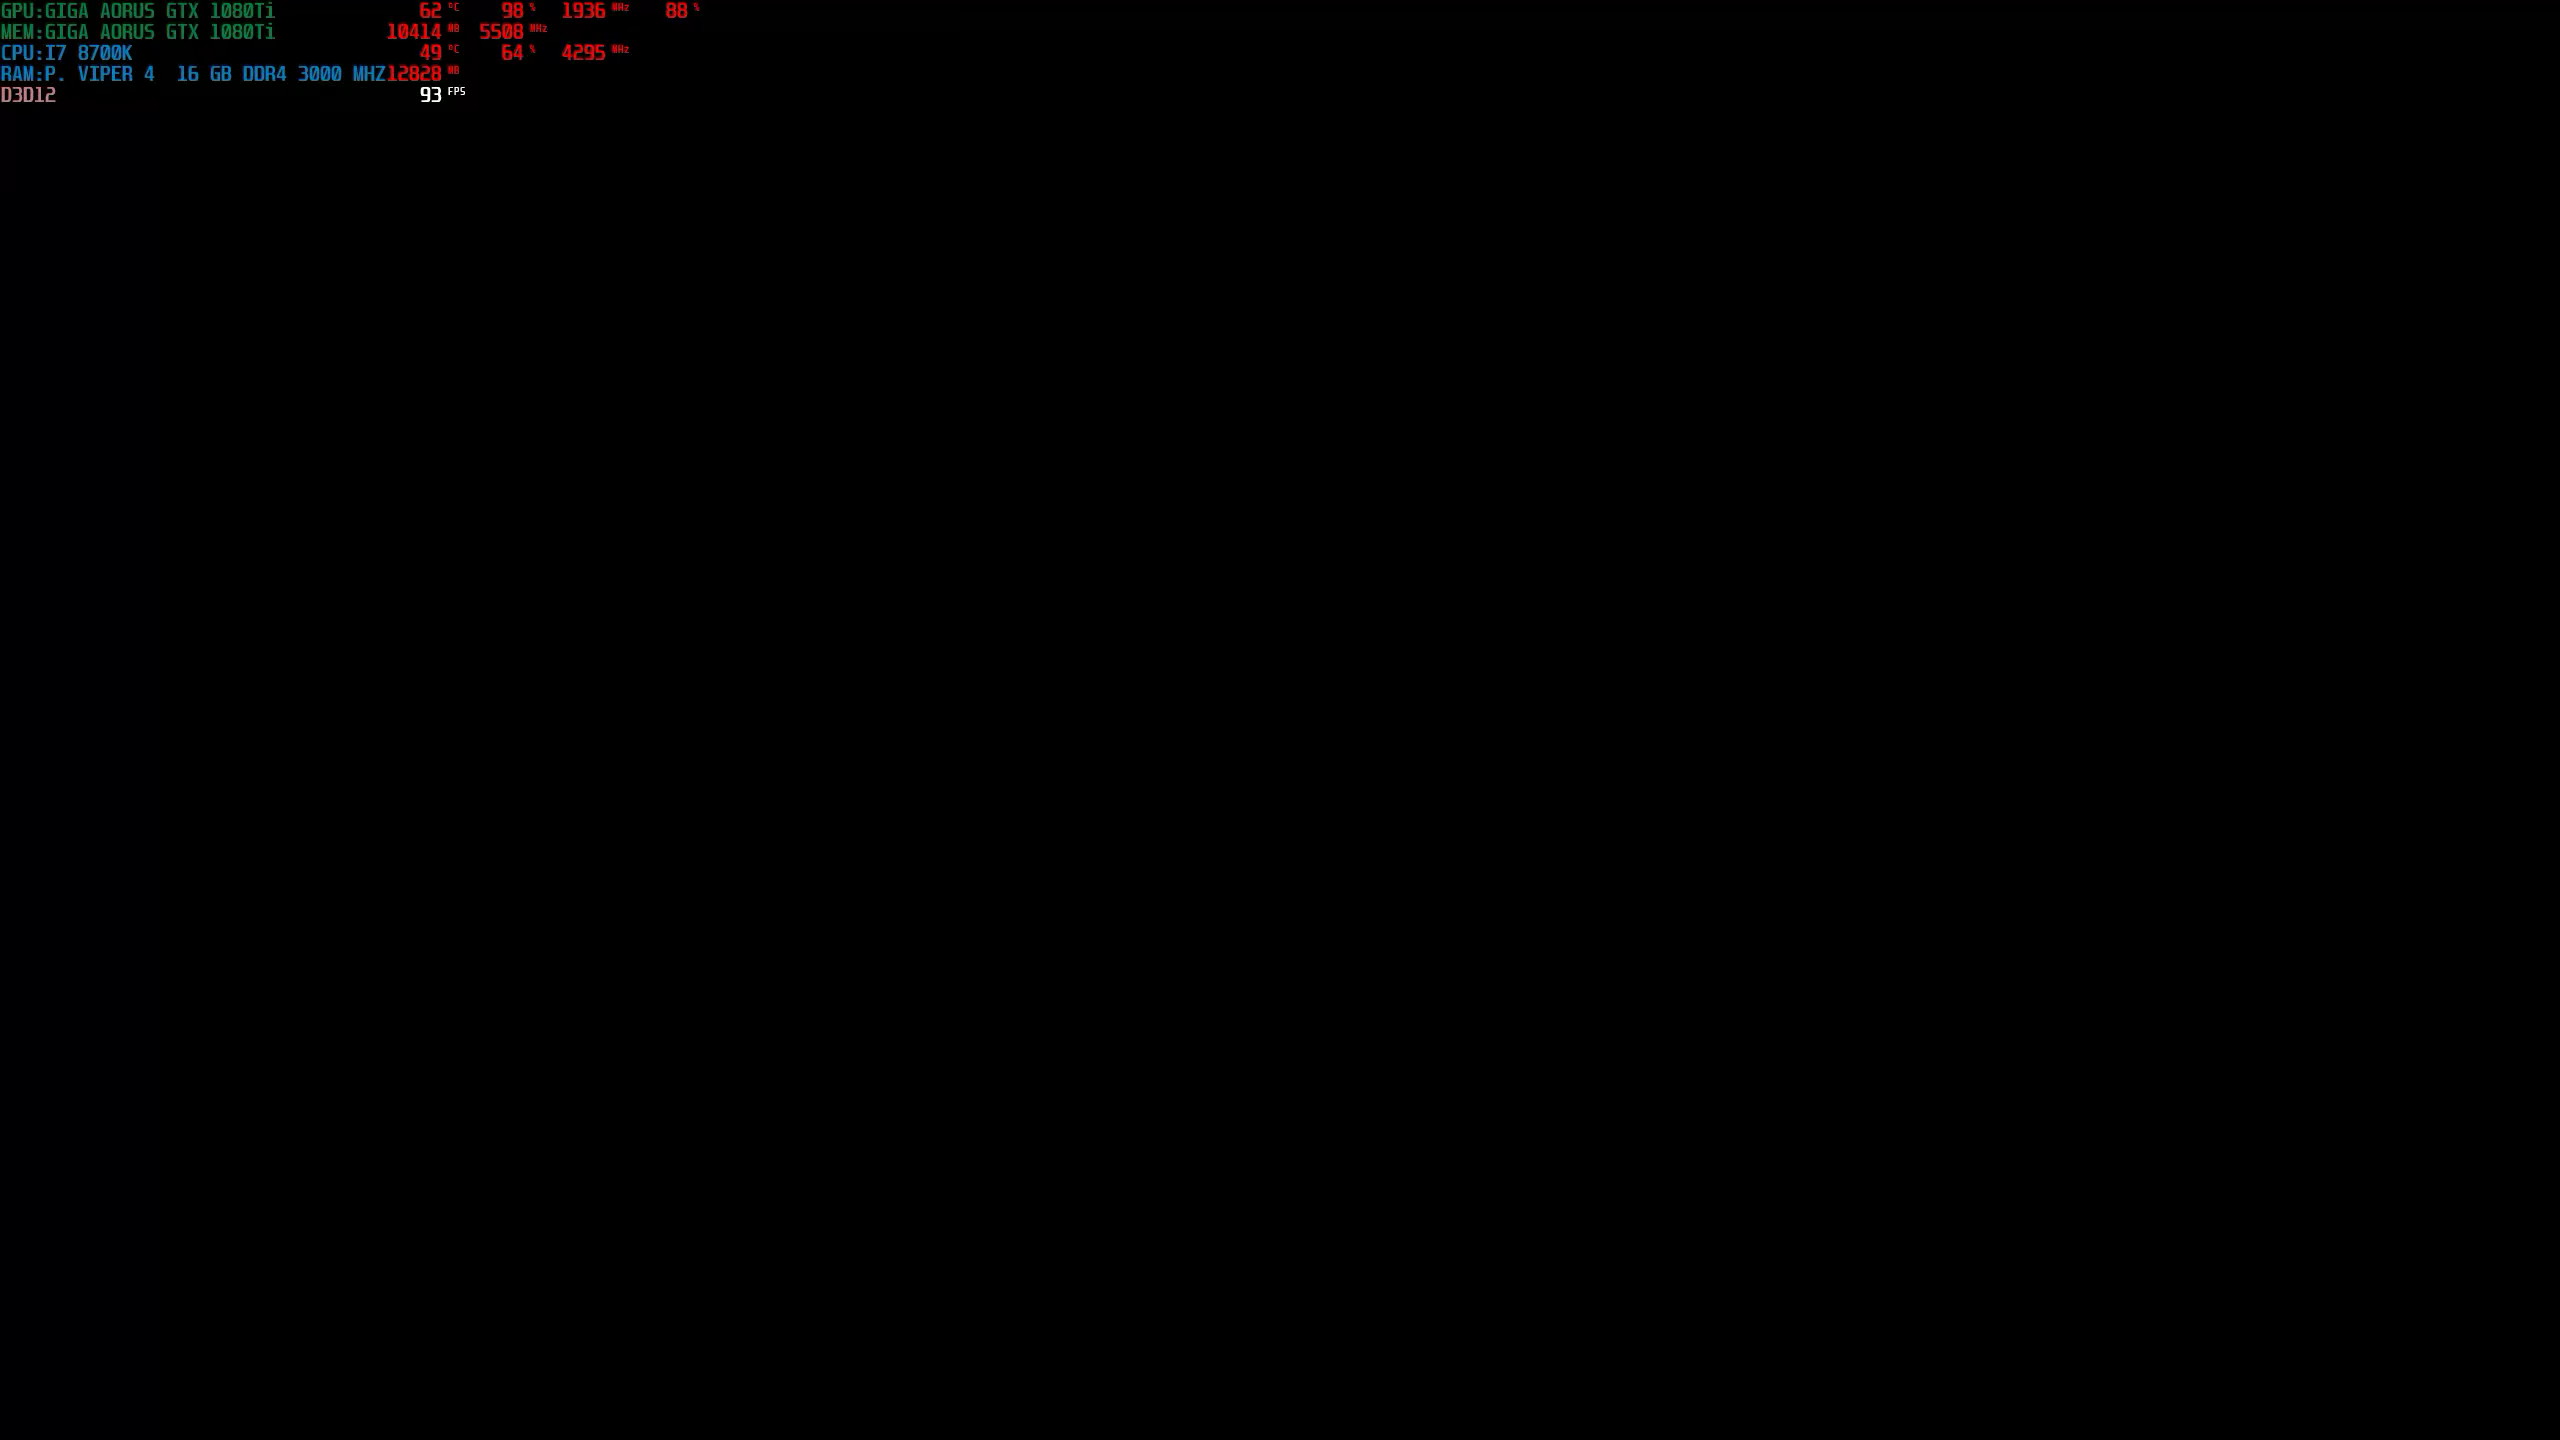 GPU:GIGA AORUS GTX 1080Ti 62 °C 98 % 1936 MHz 88 %
MEM:GIGA AORUS GTX 1080Ti 10414 MB 5508 MHz
CPU:I7 8700K 49 °C 64 % 4295 MHz
RAM:P. VIPER 4 16 GB DDR4 3000 MHZ12828 MB
D3D12 93 FPS